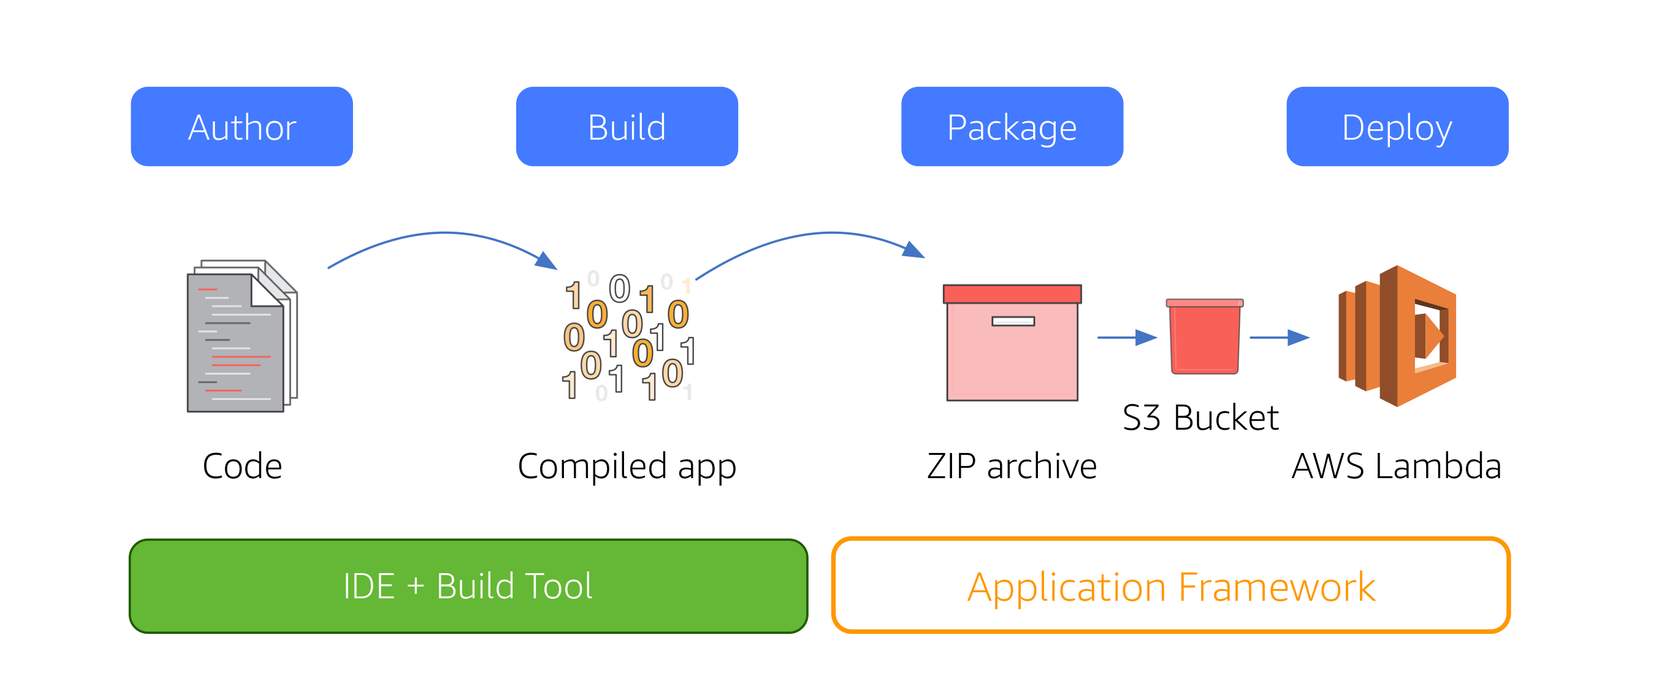 Author
Build
Package
Deploy
Code
Compiled app
ZIP archive
S3 Bucket
AWS Lambda
IDE + Build Tool
Application Framework